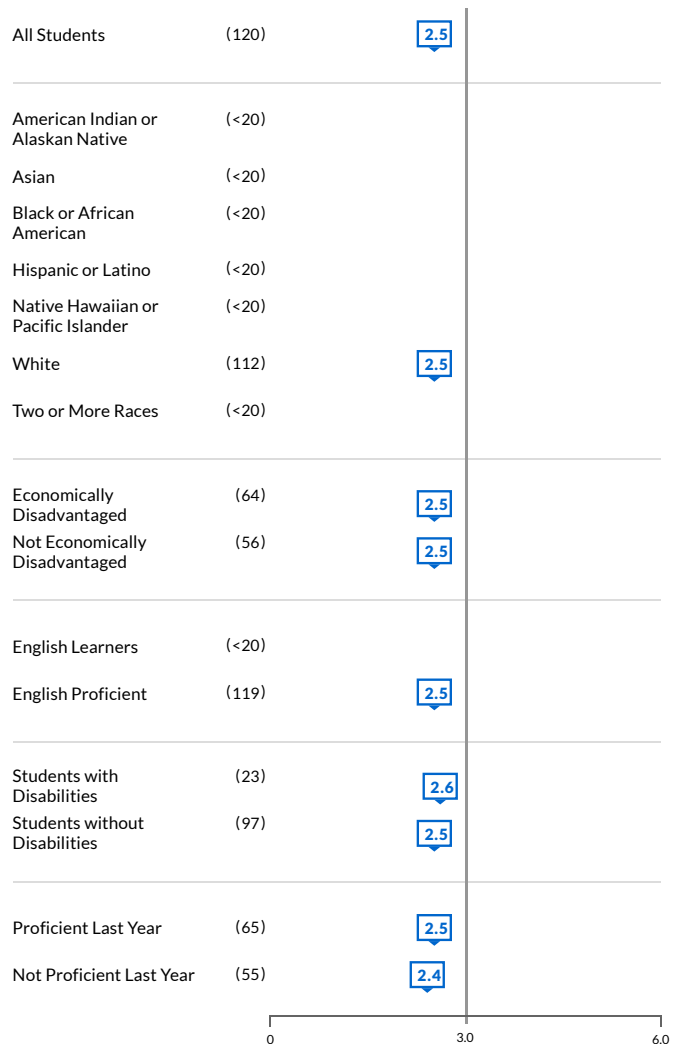 All Students (120) 2.5
American Indian or (<20)
Alaskan Native
Asian (<20)
Black or African (<20)
American
Hispanic or Latino (<20)
Native Hawaiian or (<20)
Pacific Islander
White (112) 2.5
Two or More Races (<20)
Economically (64) 2.5
Disadvantaged
Not Economically (56) 2.5
Disadvantaged
English Learners (<20)
English Proficient (119) 2.5
Students with (23) 2.6
Disabilities
Students without (97) 2.5
Disabilities
Proficient Last Year (65) 2.5
Not Proficient Last Year (55) 2.4
0 3.0 6.0